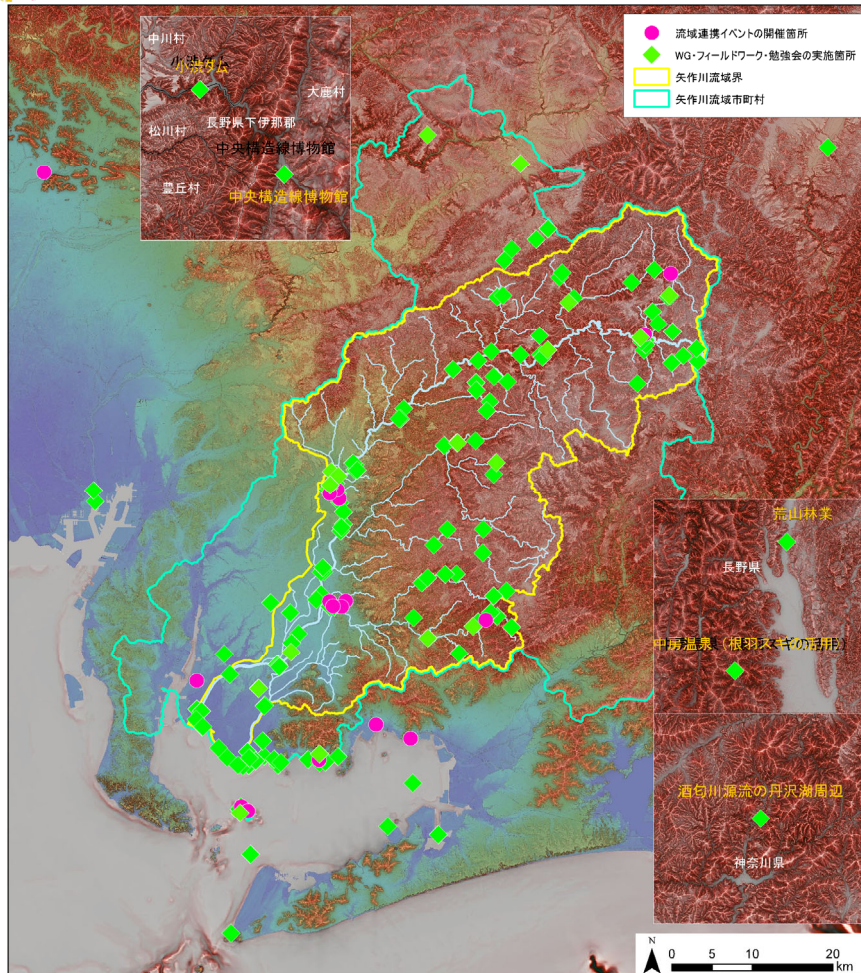 流域連携イベントの開催箇所
WG・フィールドワーク・勉強会の実施箇所
矢作川流域界
矢作川流域市町村
中川村
小渋ダム
大鹿村
松川村
長野県下伊那郡
中央構造線博物館
豊丘村
中央構造線博物館
荒山林業
長野県
中房温泉(根羽スギの活用)
酒匂川源流の丹沢湖周辺
神奈川県
N
0 5 10 20
km